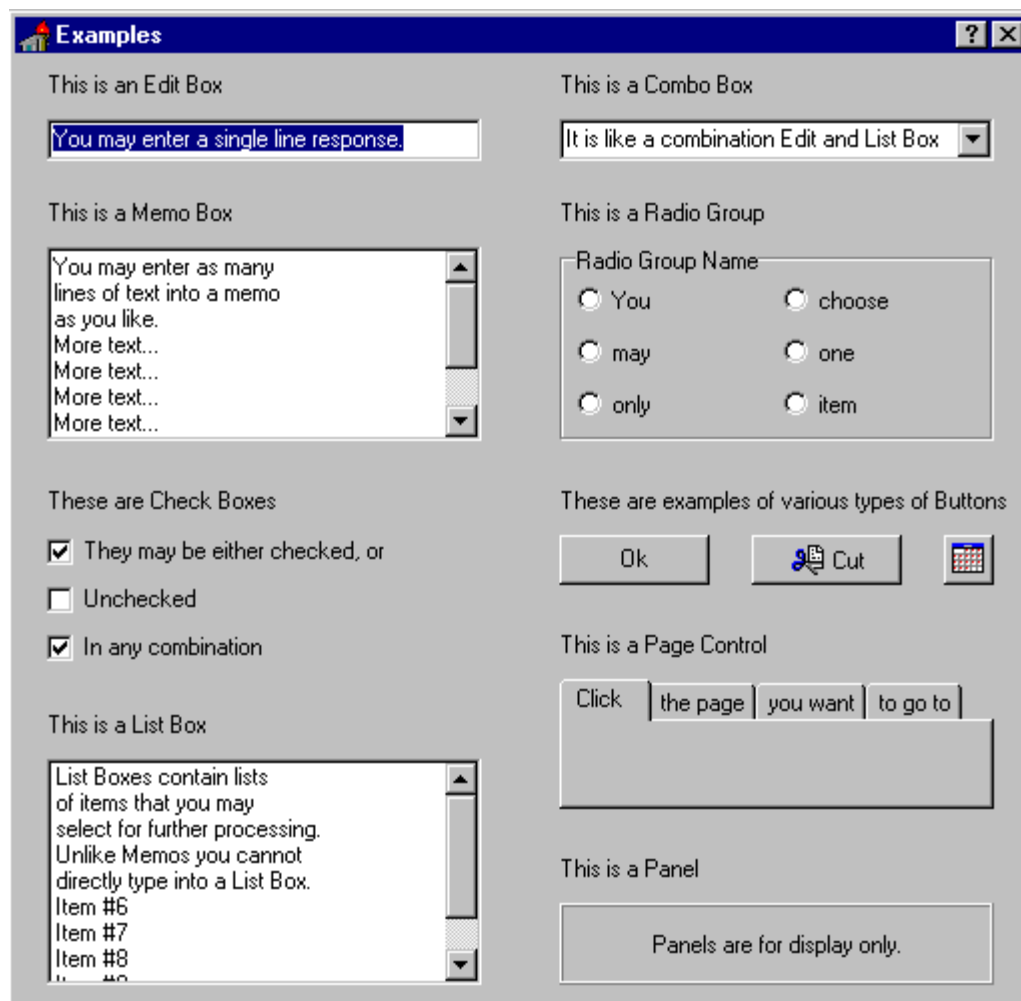 Examples
This is an Edit Box
You may enter a single line response.
This is a Memo Box
You may enter as many
lines of text into a memo
as you like.
More text...
More text...
More text...
More text...
These are Check Boxes
They may be either checked, or
Unchecked
In any combination
This is a List Box
List Boxes contain lists
of items that you may
select for further processing.
Unlike Memos you cannot
directly type into a List Box.
Item #6
Item #7
Item #8
This is a Combo Box
It is like a combination Edit and List Box
This is a Radio Group
Radio Group Name
You choose
may one
only item
These are examples of various types of Buttons
Ok Cut
This is a Page Control
Click the page you want to go to
This is a Panel
Panels are for display only.